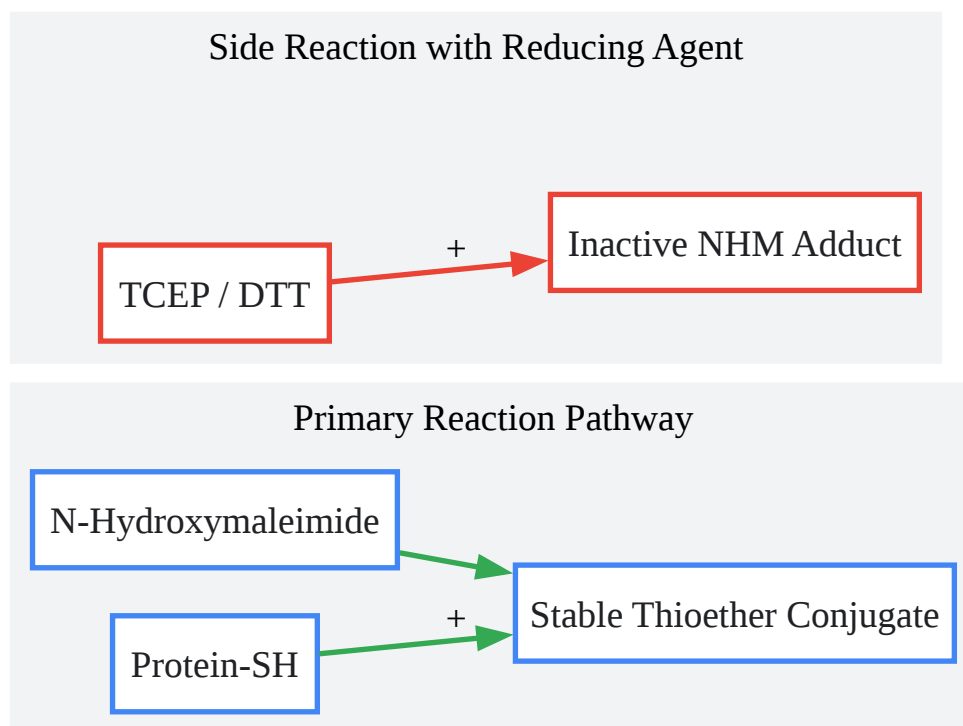 Side Reaction with Reducing Agent
+
Inactive NHM Adduct
TCEP / DTT
Primary Reaction Pathway
N-Hydroxymaleimide
+
Stable Thioether Conjugate
Protein-SH